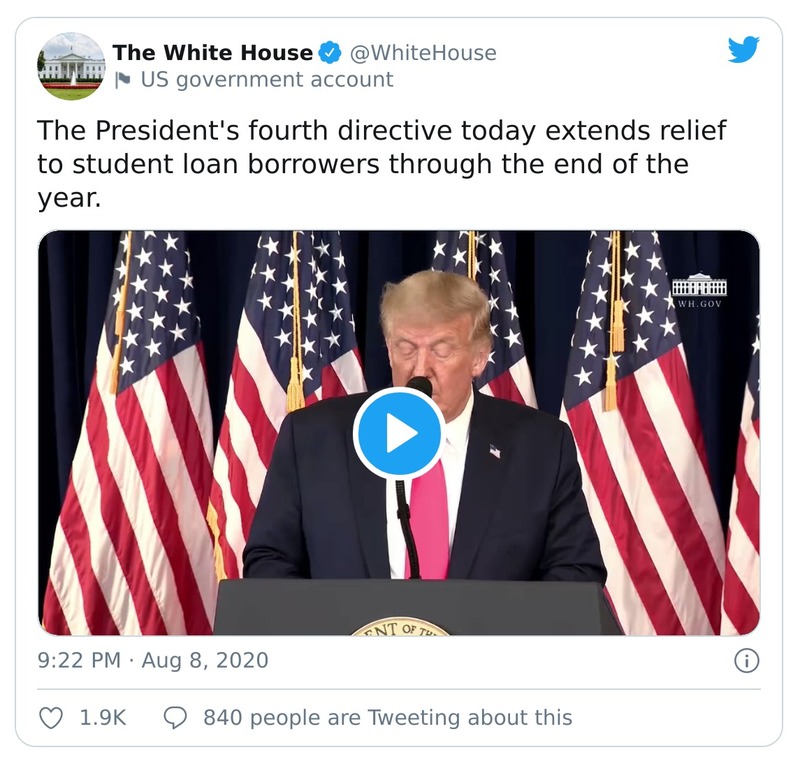 The White House @WhiteHouse
US government account
The President's fourth directive today extends relief
to student loan borrowers through the end of the
year.
WH.GOV
ENT OF TH
9:22 PM · Aug 8, 2020
1.9K 840 people are Tweeting about this